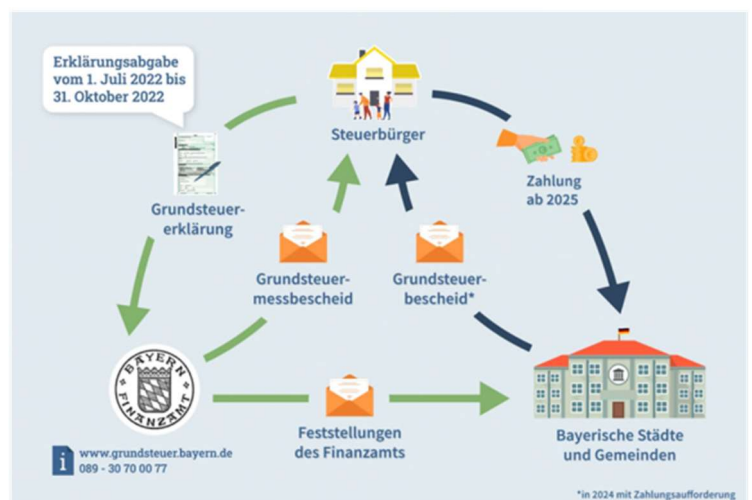 Erklärungsabgabe
vom 1. Juli 2022 bis
31. Oktober 2022
Steuerbürger
Grundsteuer-
erklärung
Zahlung
ab 2025
Grundsteuer-
messbescheid
Grundsteuer-
bescheid*
BAYERN
FINANZAMT
Feststellungen
des Finanzamts
Bayerische Städte
und Gemeinden
i www.grundsteuer.bayern.de
089 - 30 70 00 77
*in 2024 mit Zahlungsaufforderung